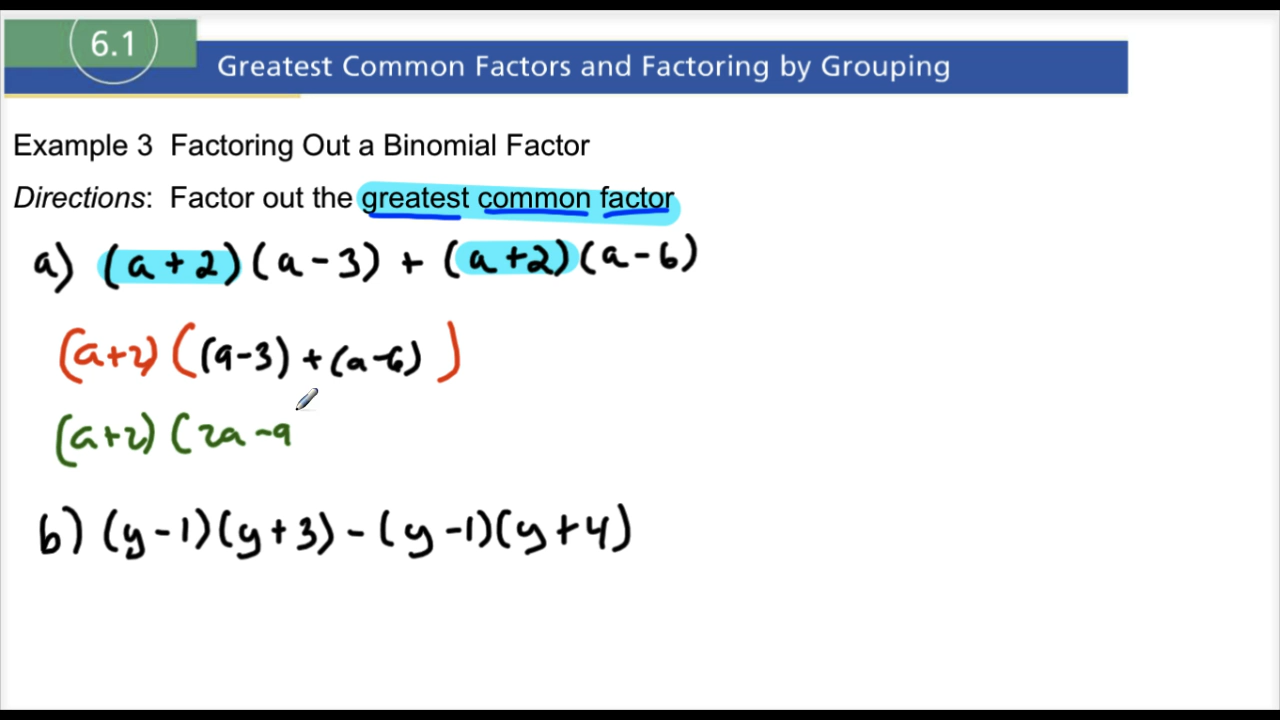 6.1
Greatest Common Factors and Factoring by Grouping
Example 3 Factoring Out a Binomial Factor
Directions: Factor out the greatest common factor
a) (a+2)(a-3) + (a+2)(a-6)
(a+2)((a-3)+(a-6))
(a+2)(2a-9
b) (y-1)(y+3)-(y-1)(y+4)